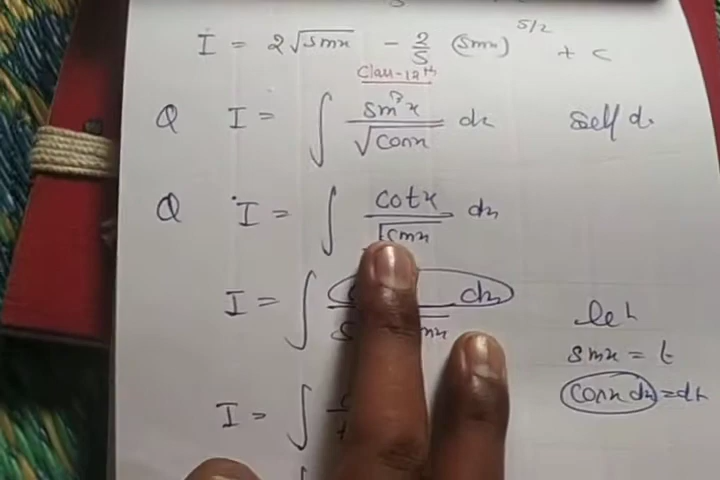 I = 2√sinx - 2/5 (sinx)^5/2 + c
Class-12th
Q I = ∫ sin³x/√cosx dx self do
Q I = ∫ cotx/√sinx dx
I = ∫ dx
let
sinx = t
cosx dx = dt
I = ∫